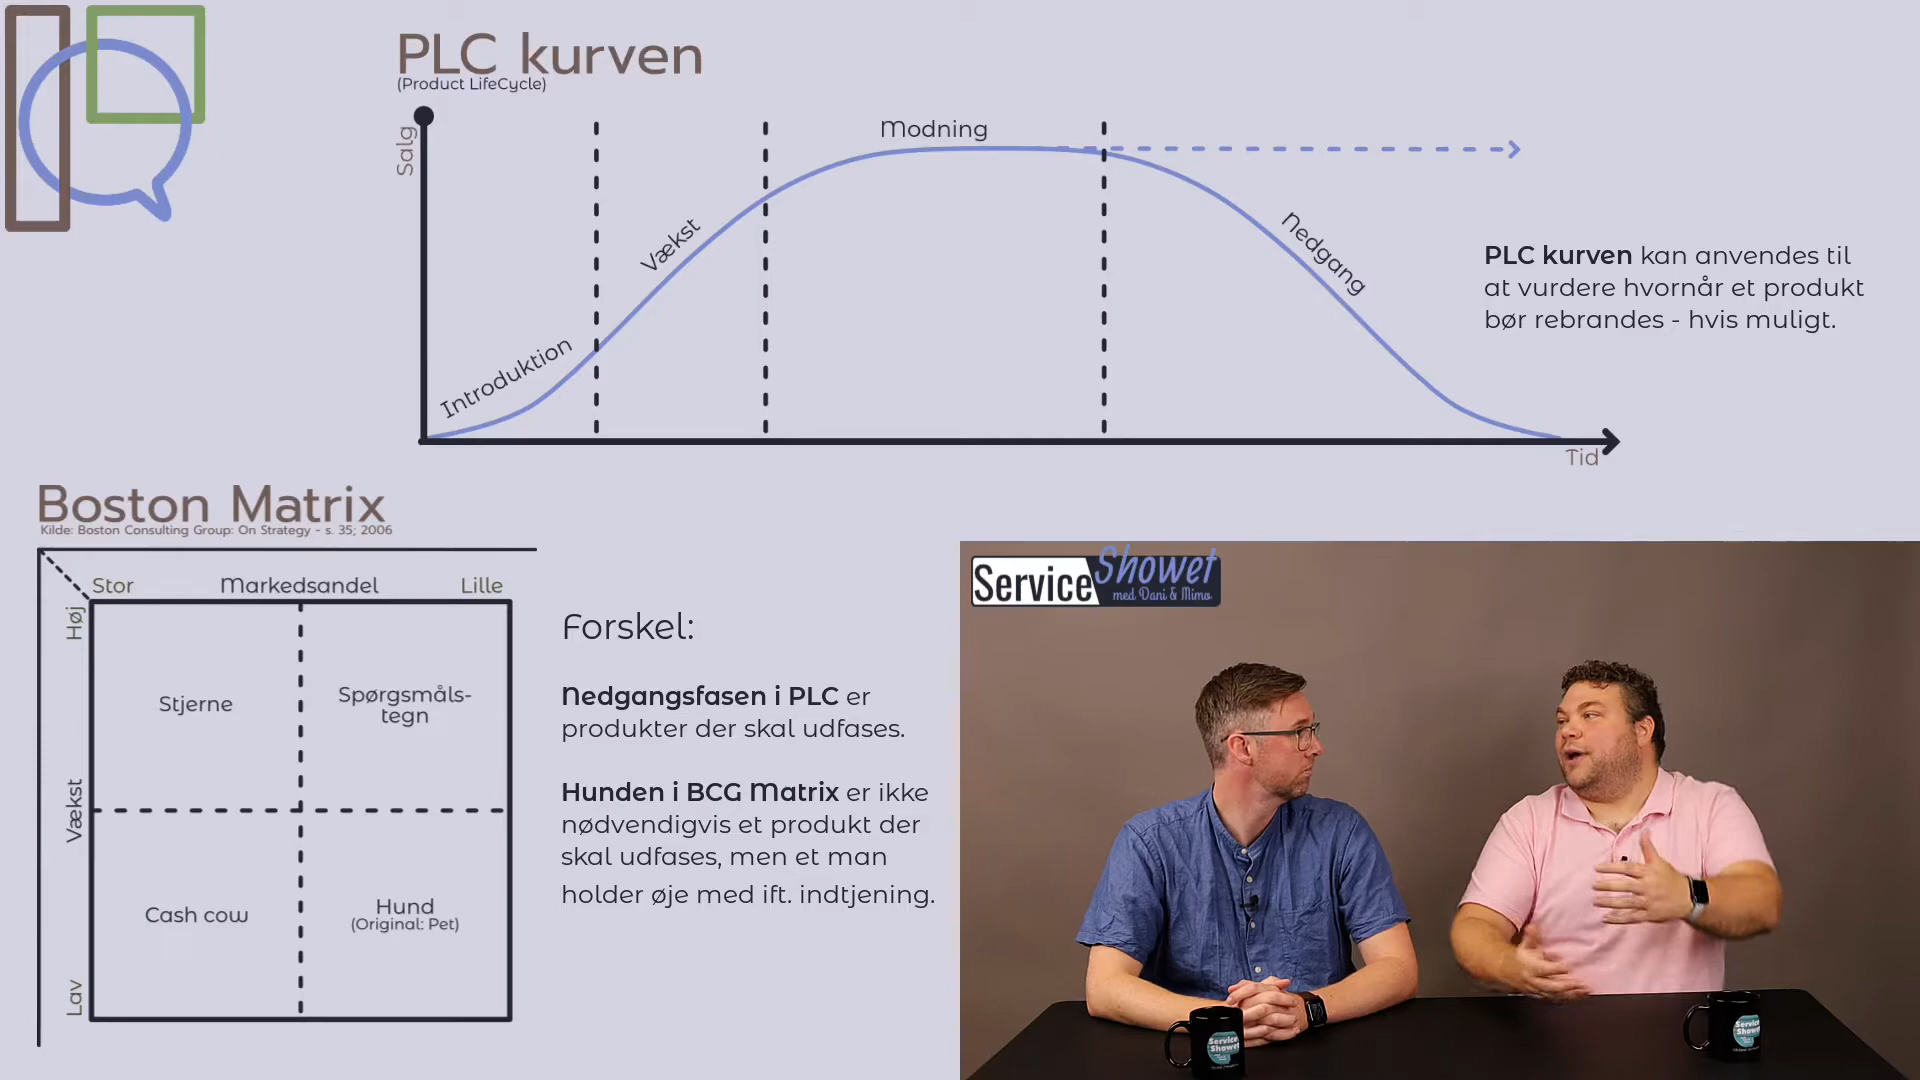 PLC kurven
(Product LifeCycle)
Salg
Introduktion
Vækst
Modning
Nedgang
Tid
PLC kurven kan anvendes til
at vurdere hvornår et produkt
bør rebrandes - hvis muligt.
Boston Matrix
Kilde: Boston Consulting Group: On Strategy - s. 35; 2006
Stor
Markedsandel
Lille
Høj
Vækst
Lav
Stjerne
Spørgsmåls-
tegn
Cash cow
Hund
(Original: Pet)
Forskel:
Nedgangsfasen i PLC er
produkter der skal udfases.
Hunden i BCG Matrix er ikke
nødvendigvis et produkt der
skal udfases, men et man
holder øje med ift. indtjening.
Service Showet
med Dani & Mimo
Service
Showet
Service
Showet